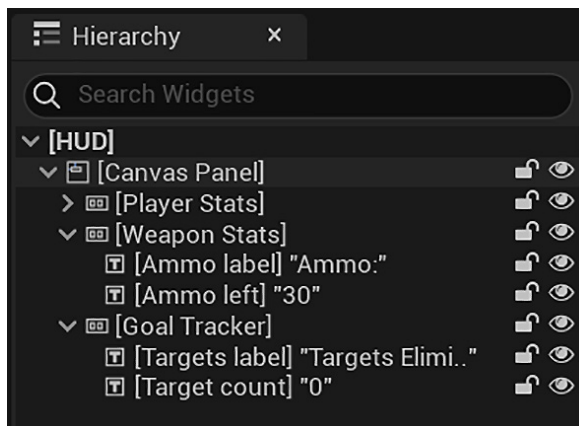 Hierarchy
Search Widgets
[HUD]
[Canvas Panel]
[Player Stats]
[Weapon Stats]
[Ammo label] "Ammo:"
[Ammo left] "30"
[Goal Tracker]
[Targets label] "Targets Elimi.."
[Target count] "0"